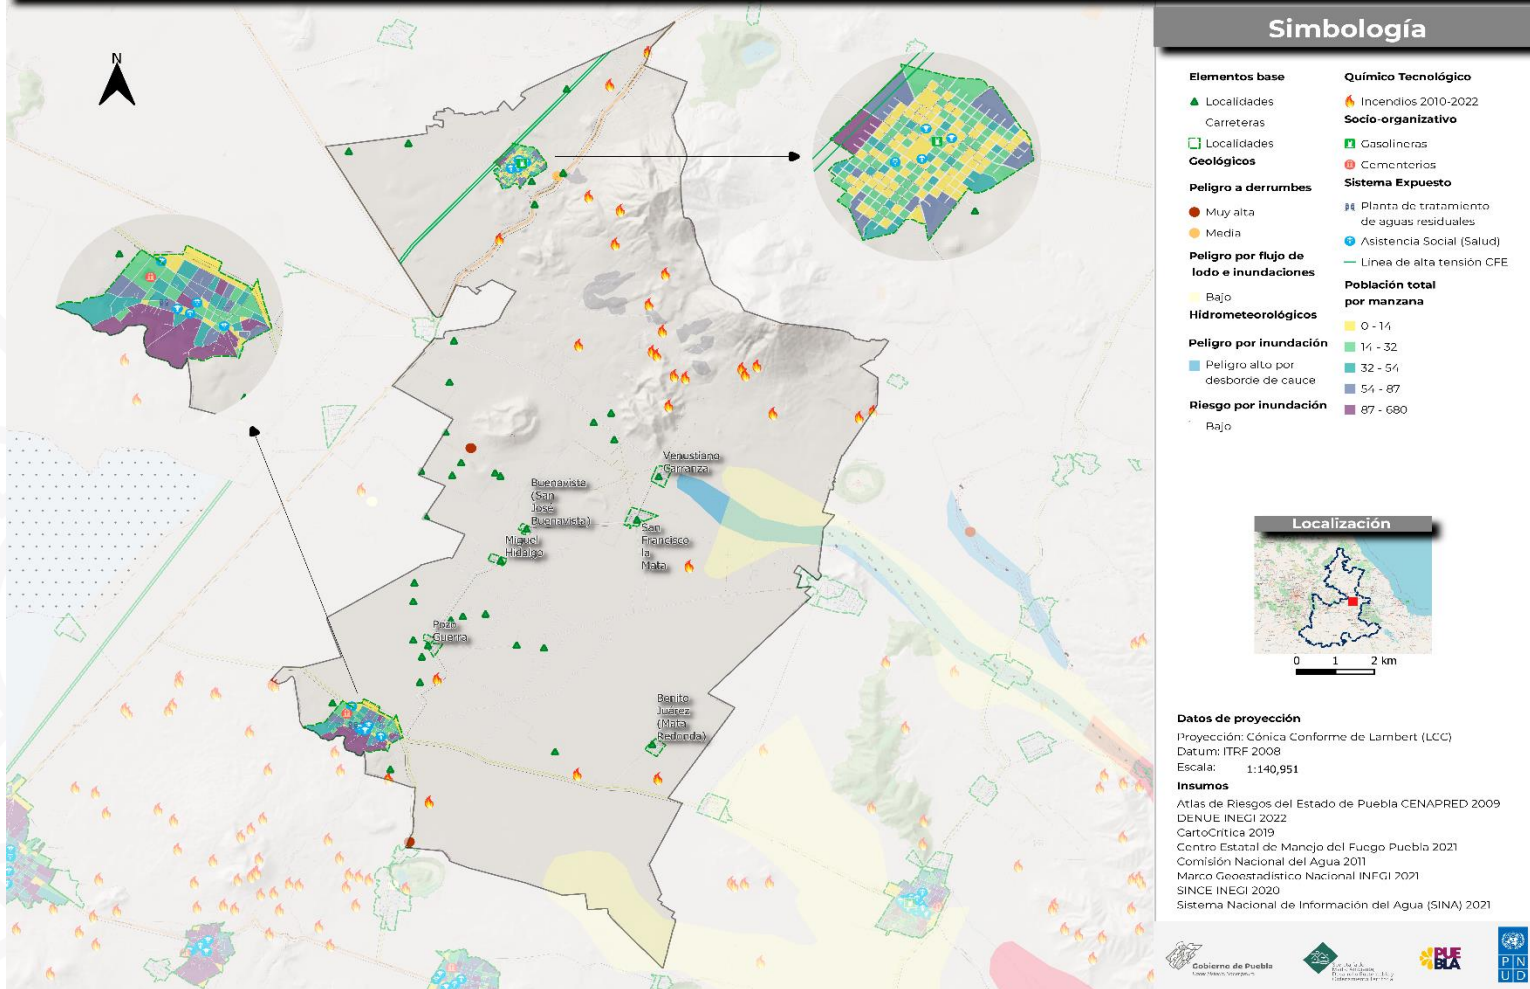 N
Buenavista
(San
José
Buenavista)
Miguel
Hidalgo
Venustiano
Carranza
San
Francisco
la
Mata
Pozo
Guerra
Benito
Juárez
(Mata
Redonda)
Simbología
Elementos base
Localidades
Carreteras
Localidades
Geológicos
Peligro a derrumbes
Muy alta
Media
Peligro por flujo de
lodo e inundaciones
Bajo
Hidrometeorológicos
Peligro por inundación
Peligro alto por
desborde de cauce
Riesgo por inundación
Bajo
Químico Tecnológico
Incendios 2010-2022
Socio-organizativo
Gasolineras
Cementerios
Sistema Expuesto
Planta de tratamiento
de aguas residuales
Asistencia Social (Salud)
Línea de alta tensión CFE
Población total
por manzana
0 - 14
14 - 32
32 - 54
54 - 87
87 - 680
Localización
0 1 2 km
Datos de proyección
Proyección: Cónica Conforme de Lambert (LCC)
Datum: ITRF 2008
Escala: 1:140,951
Insumos
Atlas de Riesgos del Estado de Puebla CENAPRED 2009
DENUE INEGI 2022
CartoCrítica 2019
Centro Estatal de Manejo del Fuego Puebla 2021
Comisión Nacional del Agua 2011
Marco Geoestadístico Nacional INEGI 2021
SINCE INEGI 2020
Sistema Nacional de Información del Agua (SINA) 2021
Gobierno de Puebla
PUE
BLA
P N
U D